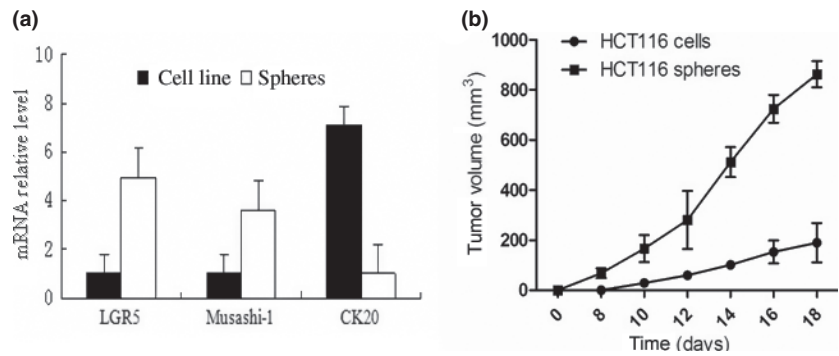 (a)
10
8
6
4
2
0
mRNA relative level
Cell line
Spheres
LGR5
Musashi-1
CK20
(b)
1000
800
600
400
200
0
Tumor volume (mm³)
HCT116 cells
HCT116 spheres
0
8
10
12
14
16
18
Time (days)